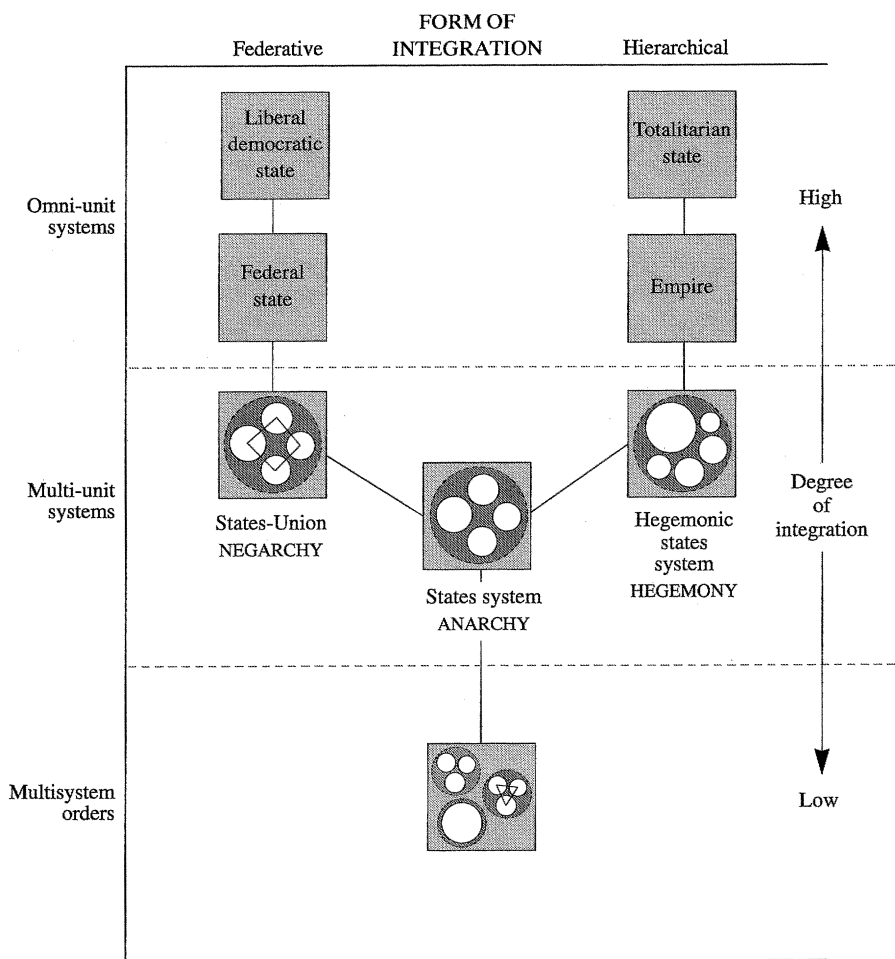 FORM OF
INTEGRATION
Federative
Hierarchical
Liberal
democratic
state
Totalitarian
state
Omni-unit
systems
High
Federal
state
Empire
Multi-unit
systems
States-Union
NEGARCHY
States system
ANARCHY
Hegemonic
states
system
HEGEMONY
Degree
of
integration
Multisystem
orders
Low